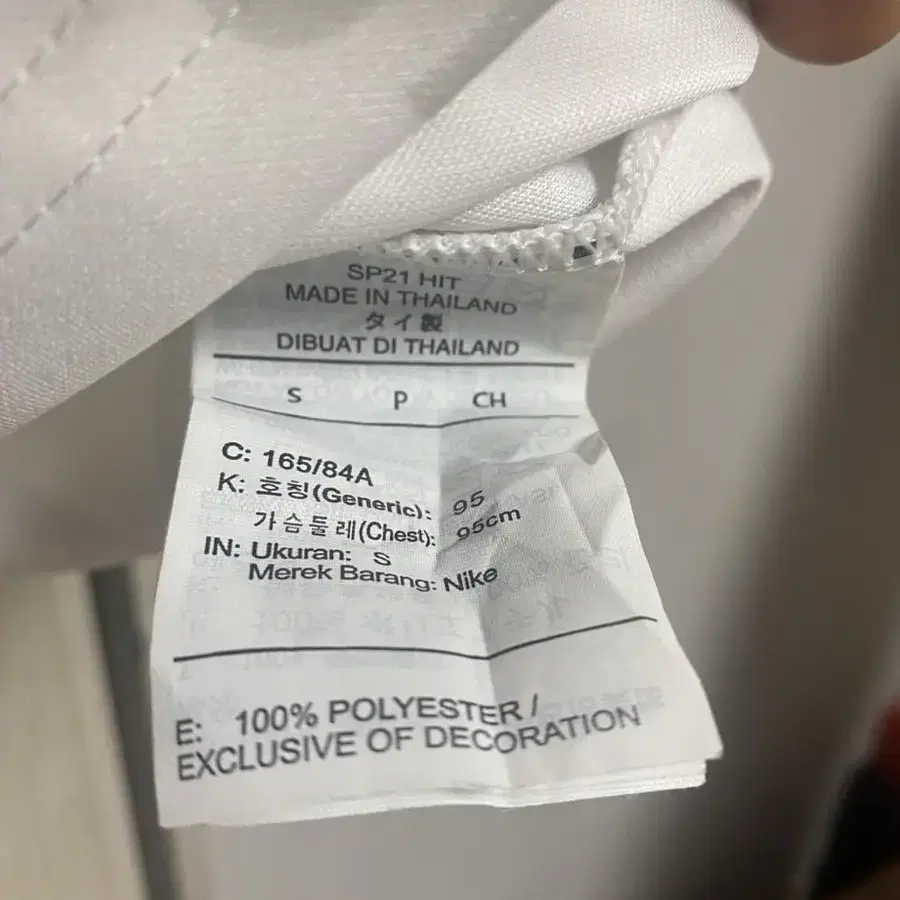 SP21 HIT
MADE IN THAILAND
タイ製
DIBUAT DI THAILAND
S P CH
C: 165/84A
K: 호칭(Generic): 95
가슴둘레(Chest): 95cm
IN: Ukuran: S
Merek Barang: Nike
E: 100% POLYESTER /
EXCLUSIVE OF DECORATION